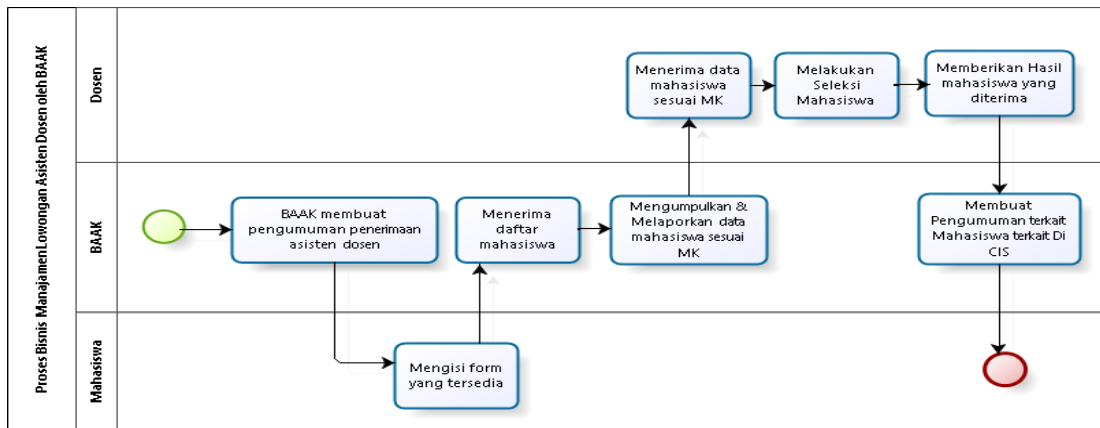 Proses Bisnis Manajamen Lowongan Asisten Dosen oleh BAAK
Dosen
Menerima data
mahasiswa
sesuai MK
Melakukan
Seleksi
Mahasiswa
Memberikan Hasil
mahasiswa yang
diterima
BAAK
BAAK membuat
pengumuman penerimaan
asisten dosen
Menerima
daftar
mahasiswa
Mengumpulkan &
Melaporkan data
mahasiswa sesuai
MK
Membuat
Pengumuman terkait
Mahasiswa terkait Di
CIS
Mahasiswa
Mengisi form
yang tersedia